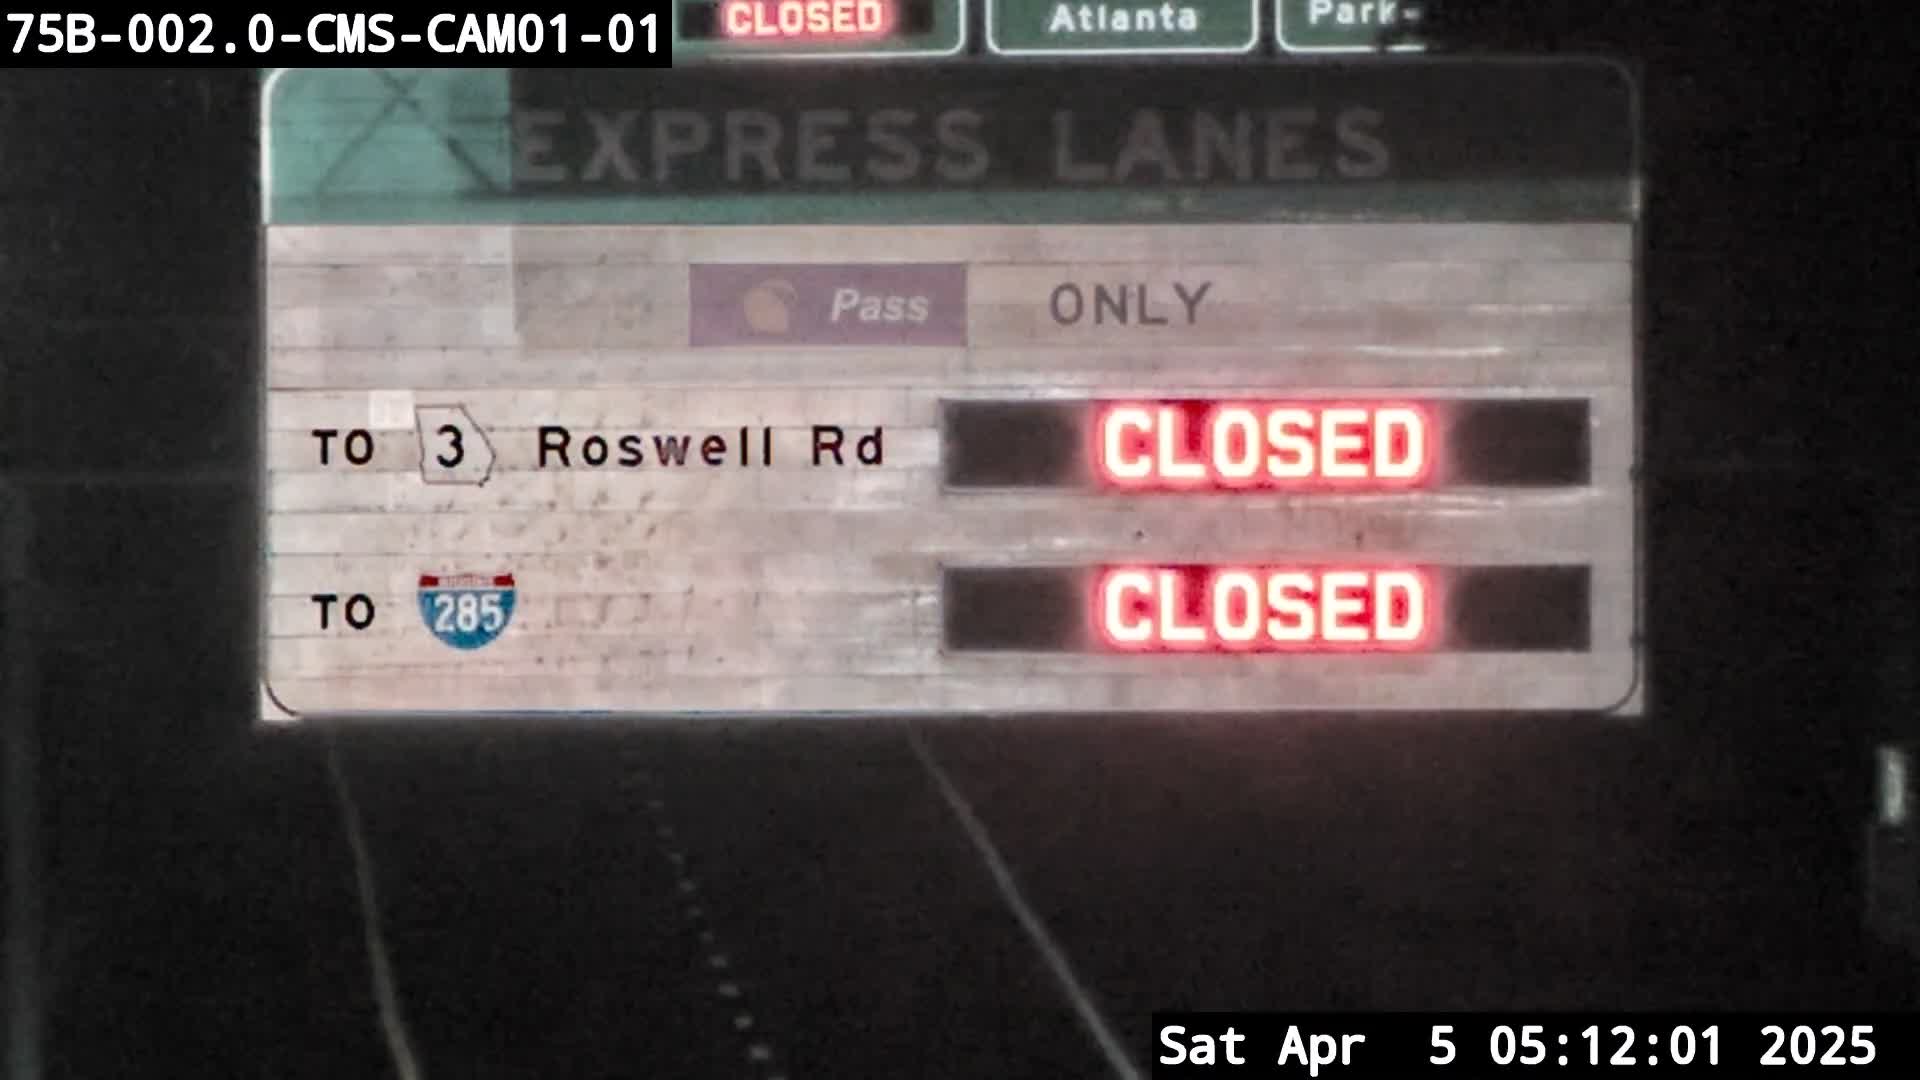 75B-002.0-CMS-CAM01-01
CLOSED
Atlanta
Park-
EXPRESS LANES
Pass ONLY
TO 3 Roswell Rd CLOSED
TO 285 CLOSED
Sat Apr 5 05:12:01 2025